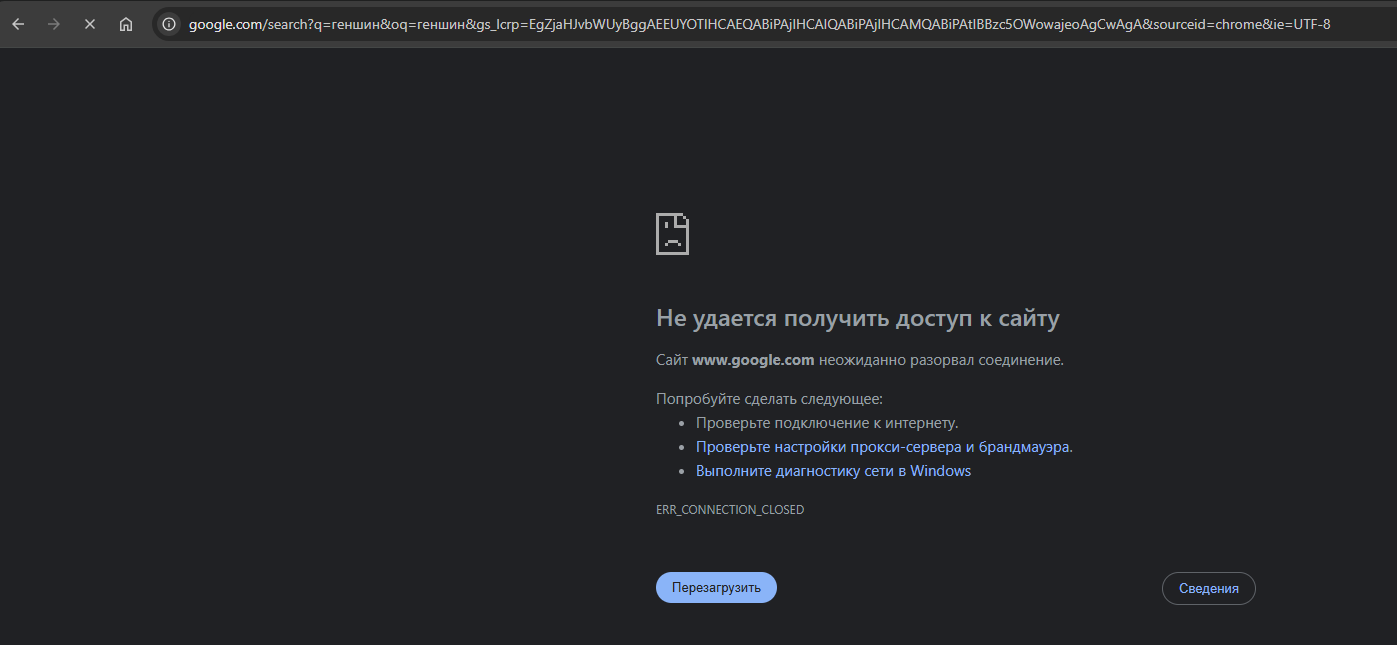 google.com/search?q=геншин&oq=геншин&gs_lcrp=EgZjaHJvbWUyBggAEEUYOTIHCAEQABiPAjIHCAIQABiPAjIHCAMQABiPAtIBBzc5OWowajeoAgCwAgA&sourceid=chrome&ie=UTF-8
Не удается получить доступ к сайту
Сайт www.google.com неожиданно разорвал соединение.
Попробуйте сделать следующее:
• Проверьте подключение к интернету.
• Проверьте настройки прокси-сервера и брандмауэра.
• Выполните диагностику сети в Windows
ERR_CONNECTION_CLOSED
Перезагрузить
Сведения